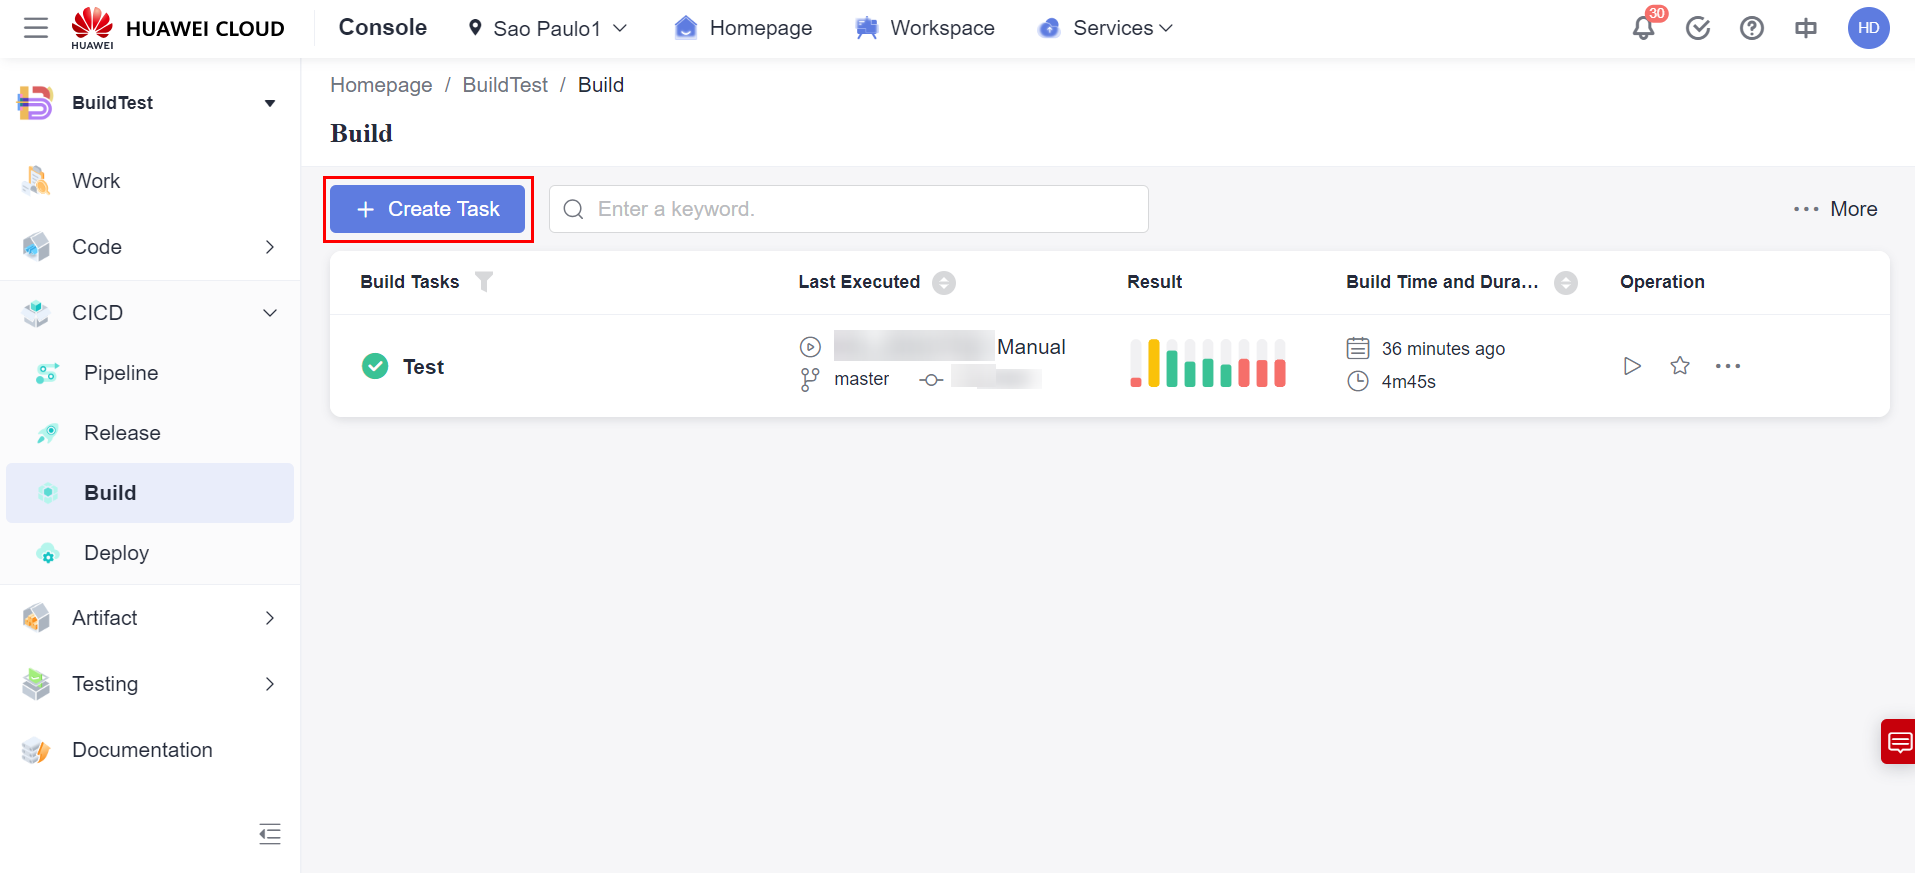 HUAWEI
HUAWEI CLOUD
Console
Sao Paulo1
Homepage
Workspace
Services
30
中
HD
BuildTest
Work
Code
CICD
Pipeline
Release
Build
Deploy
Artifact
Testing
Documentation
Homepage / BuildTest / Build
Build
+ Create Task
Enter a keyword.
··· More
Build Tasks
Last Executed
Result
Build Time and Dura...
Operation
Test
Manual
master
36 minutes ago
4m45s